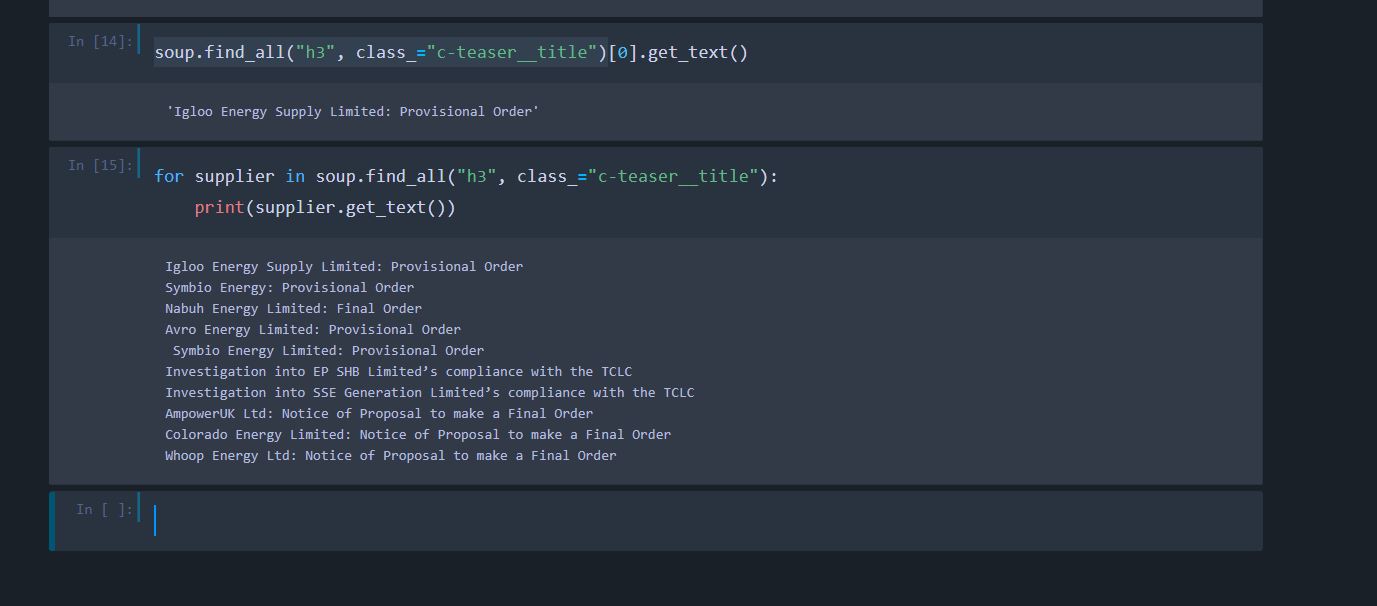 In [14]:
soup.find_all("h3", class_="c-teaser__title")[0].get_text()
'Igloo Energy Supply Limited: Provisional Order'
In [15]:
for supplier in soup.find_all("h3", class_="c-teaser__title"):
    print(supplier.get_text())
Igloo Energy Supply Limited: Provisional Order
Symbio Energy: Provisional Order
Nabuh Energy Limited: Final Order
Avro Energy Limited: Provisional Order
 Symbio Energy Limited: Provisional Order
Investigation into EP SHB Limited’s compliance with the TCLC
Investigation into SSE Generation Limited’s compliance with the TCLC
AmpowerUK Ltd: Notice of Proposal to make a Final Order
Colorado Energy Limited: Notice of Proposal to make a Final Order
Whoop Energy Ltd: Notice of Proposal to make a Final Order
In [ ]: